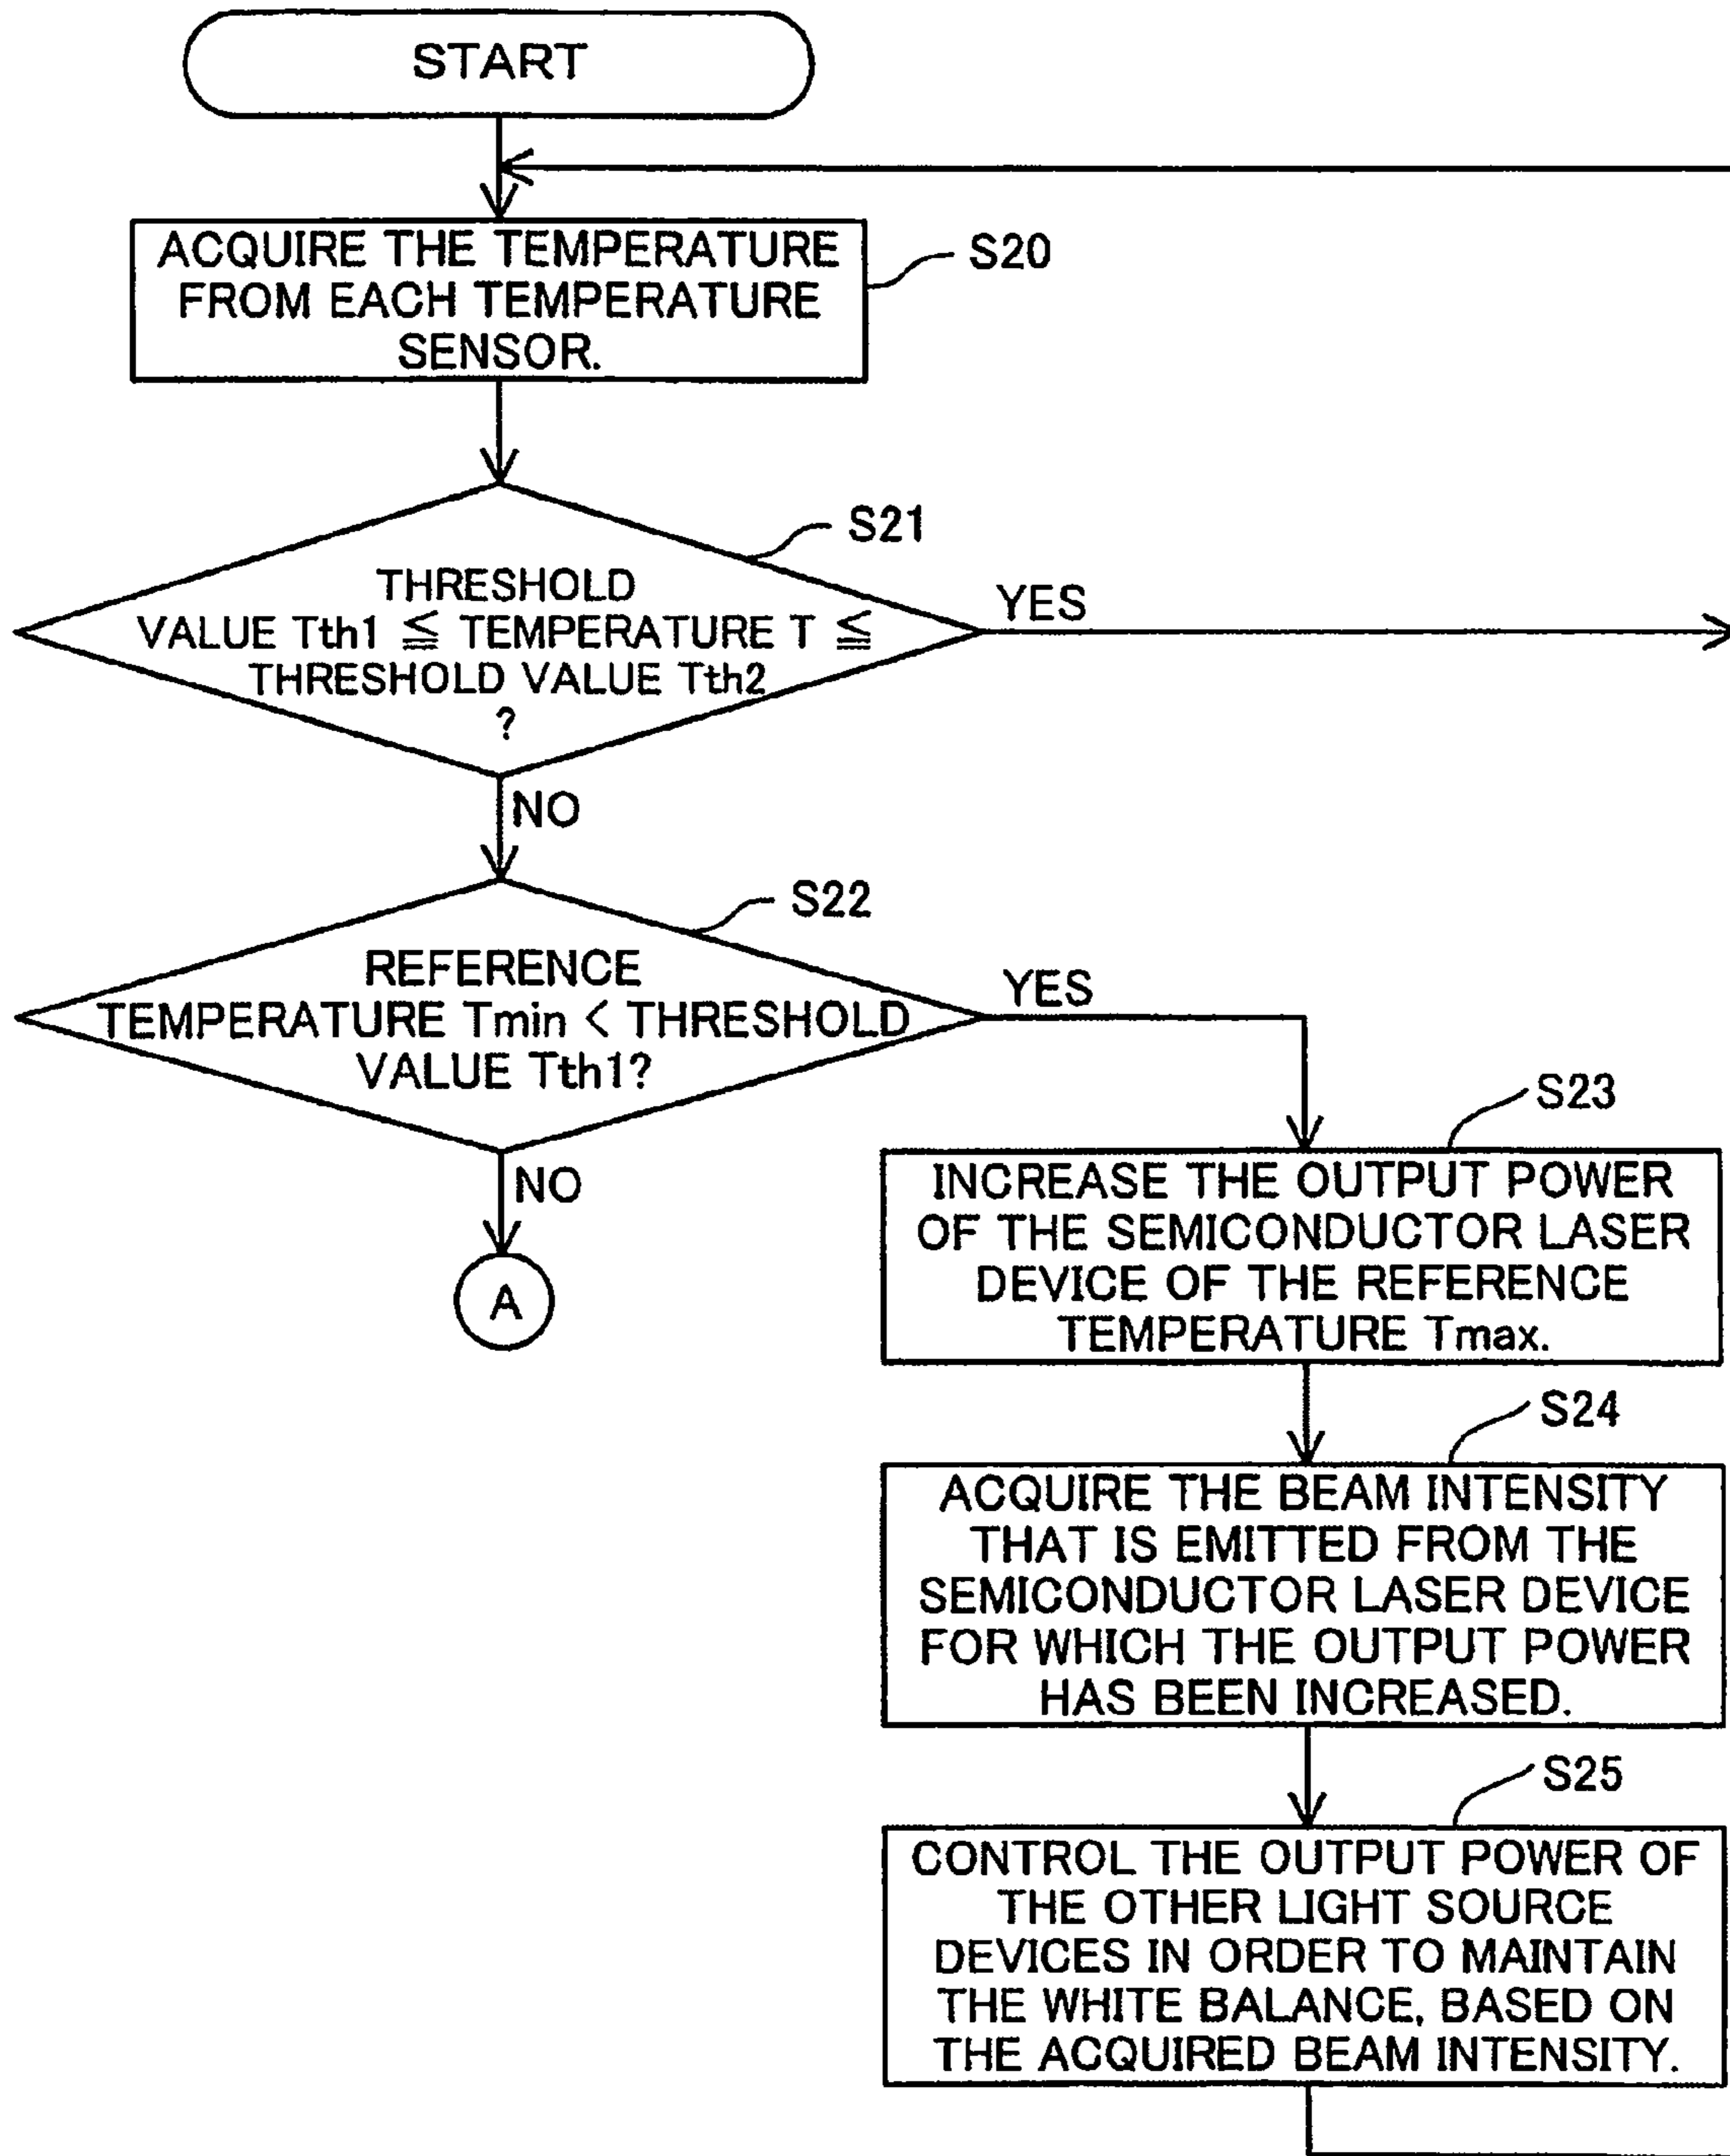 START
ACQUIRE THE TEMPERATURE
FROM EACH TEMPERATURE
SENSOR.
S20
S21
THRESHOLD
VALUE Tth1 ≦ TEMPERATURE T ≦
THRESHOLD VALUE Tth2
?
YES
NO
S22
REFERENCE
TEMPERATURE Tmin < THRESHOLD
VALUE Tth1?
YES
NO
A
S23
INCREASE THE OUTPUT POWER
OF THE SEMICONDUCTOR LASER
DEVICE OF THE REFERENCE
TEMPERATURE Tmax.
S24
ACQUIRE THE BEAM INTENSITY
THAT IS EMITTED FROM THE
SEMICONDUCTOR LASER DEVICE
FOR WHICH THE OUTPUT POWER
HAS BEEN INCREASED.
S25
CONTROL THE OUTPUT POWER OF
THE OTHER LIGHT SOURCE
DEVICES IN ORDER TO MAINTAIN
THE WHITE BALANCE, BASED ON
THE ACQUIRED BEAM INTENSITY.